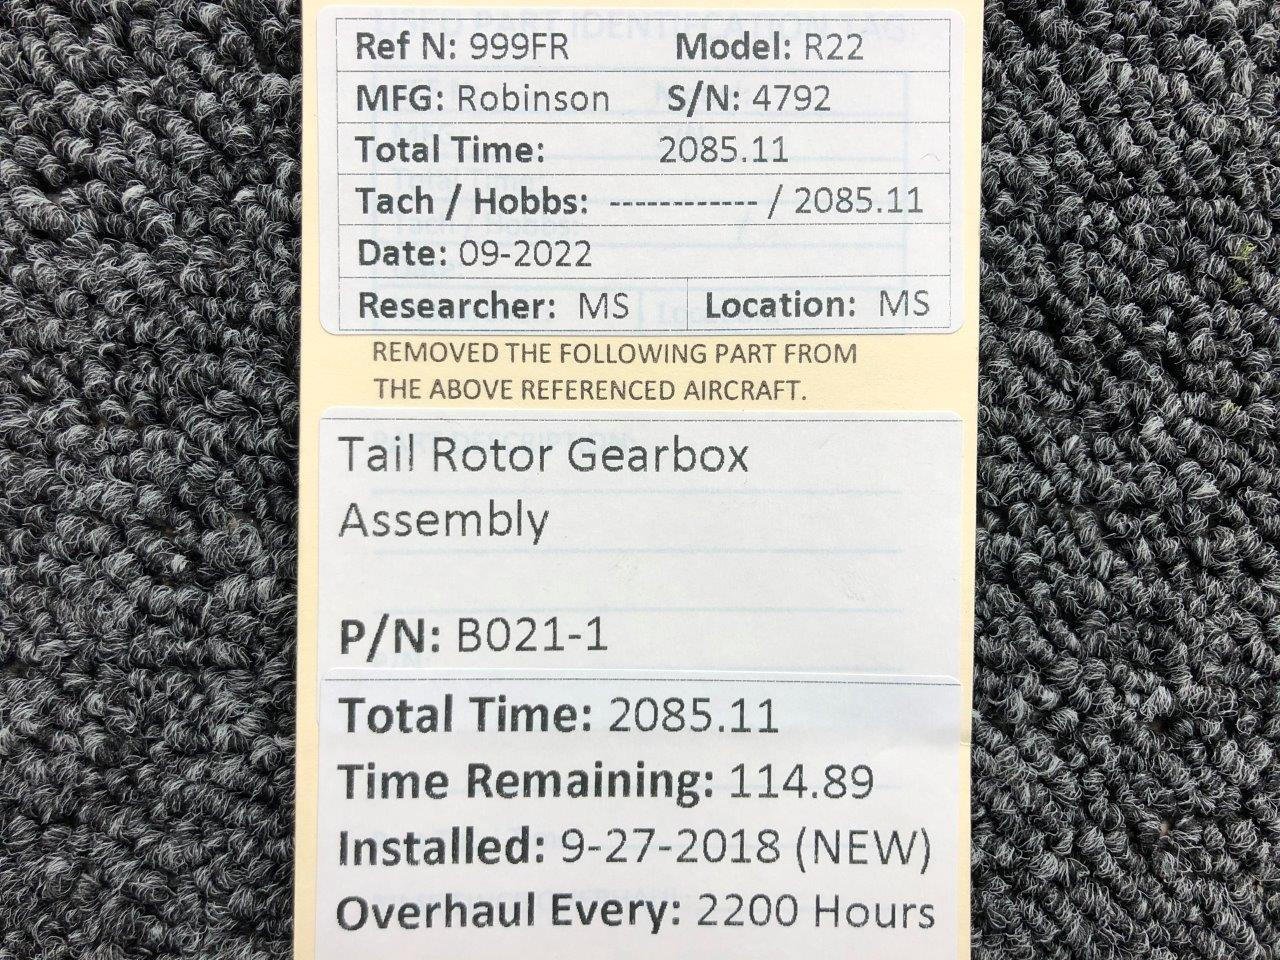 Ref N: 999FR Model: R22
MFG: Robinson S/N: 4792
Total Time: 2085.11
Tach / Hobbs: ------------ / 2085.11
Date: 09-2022
Researcher: MS Location: MS
REMOVED THE FOLLOWING PART FROM
THE ABOVE REFERENCED AIRCRAFT.
Tail Rotor Gearbox
Assembly
P/N: B021-1
Total Time: 2085.11
Time Remaining: 114.89
Installed: 9-27-2018 (NEW)
Overhaul Every: 2200 Hours